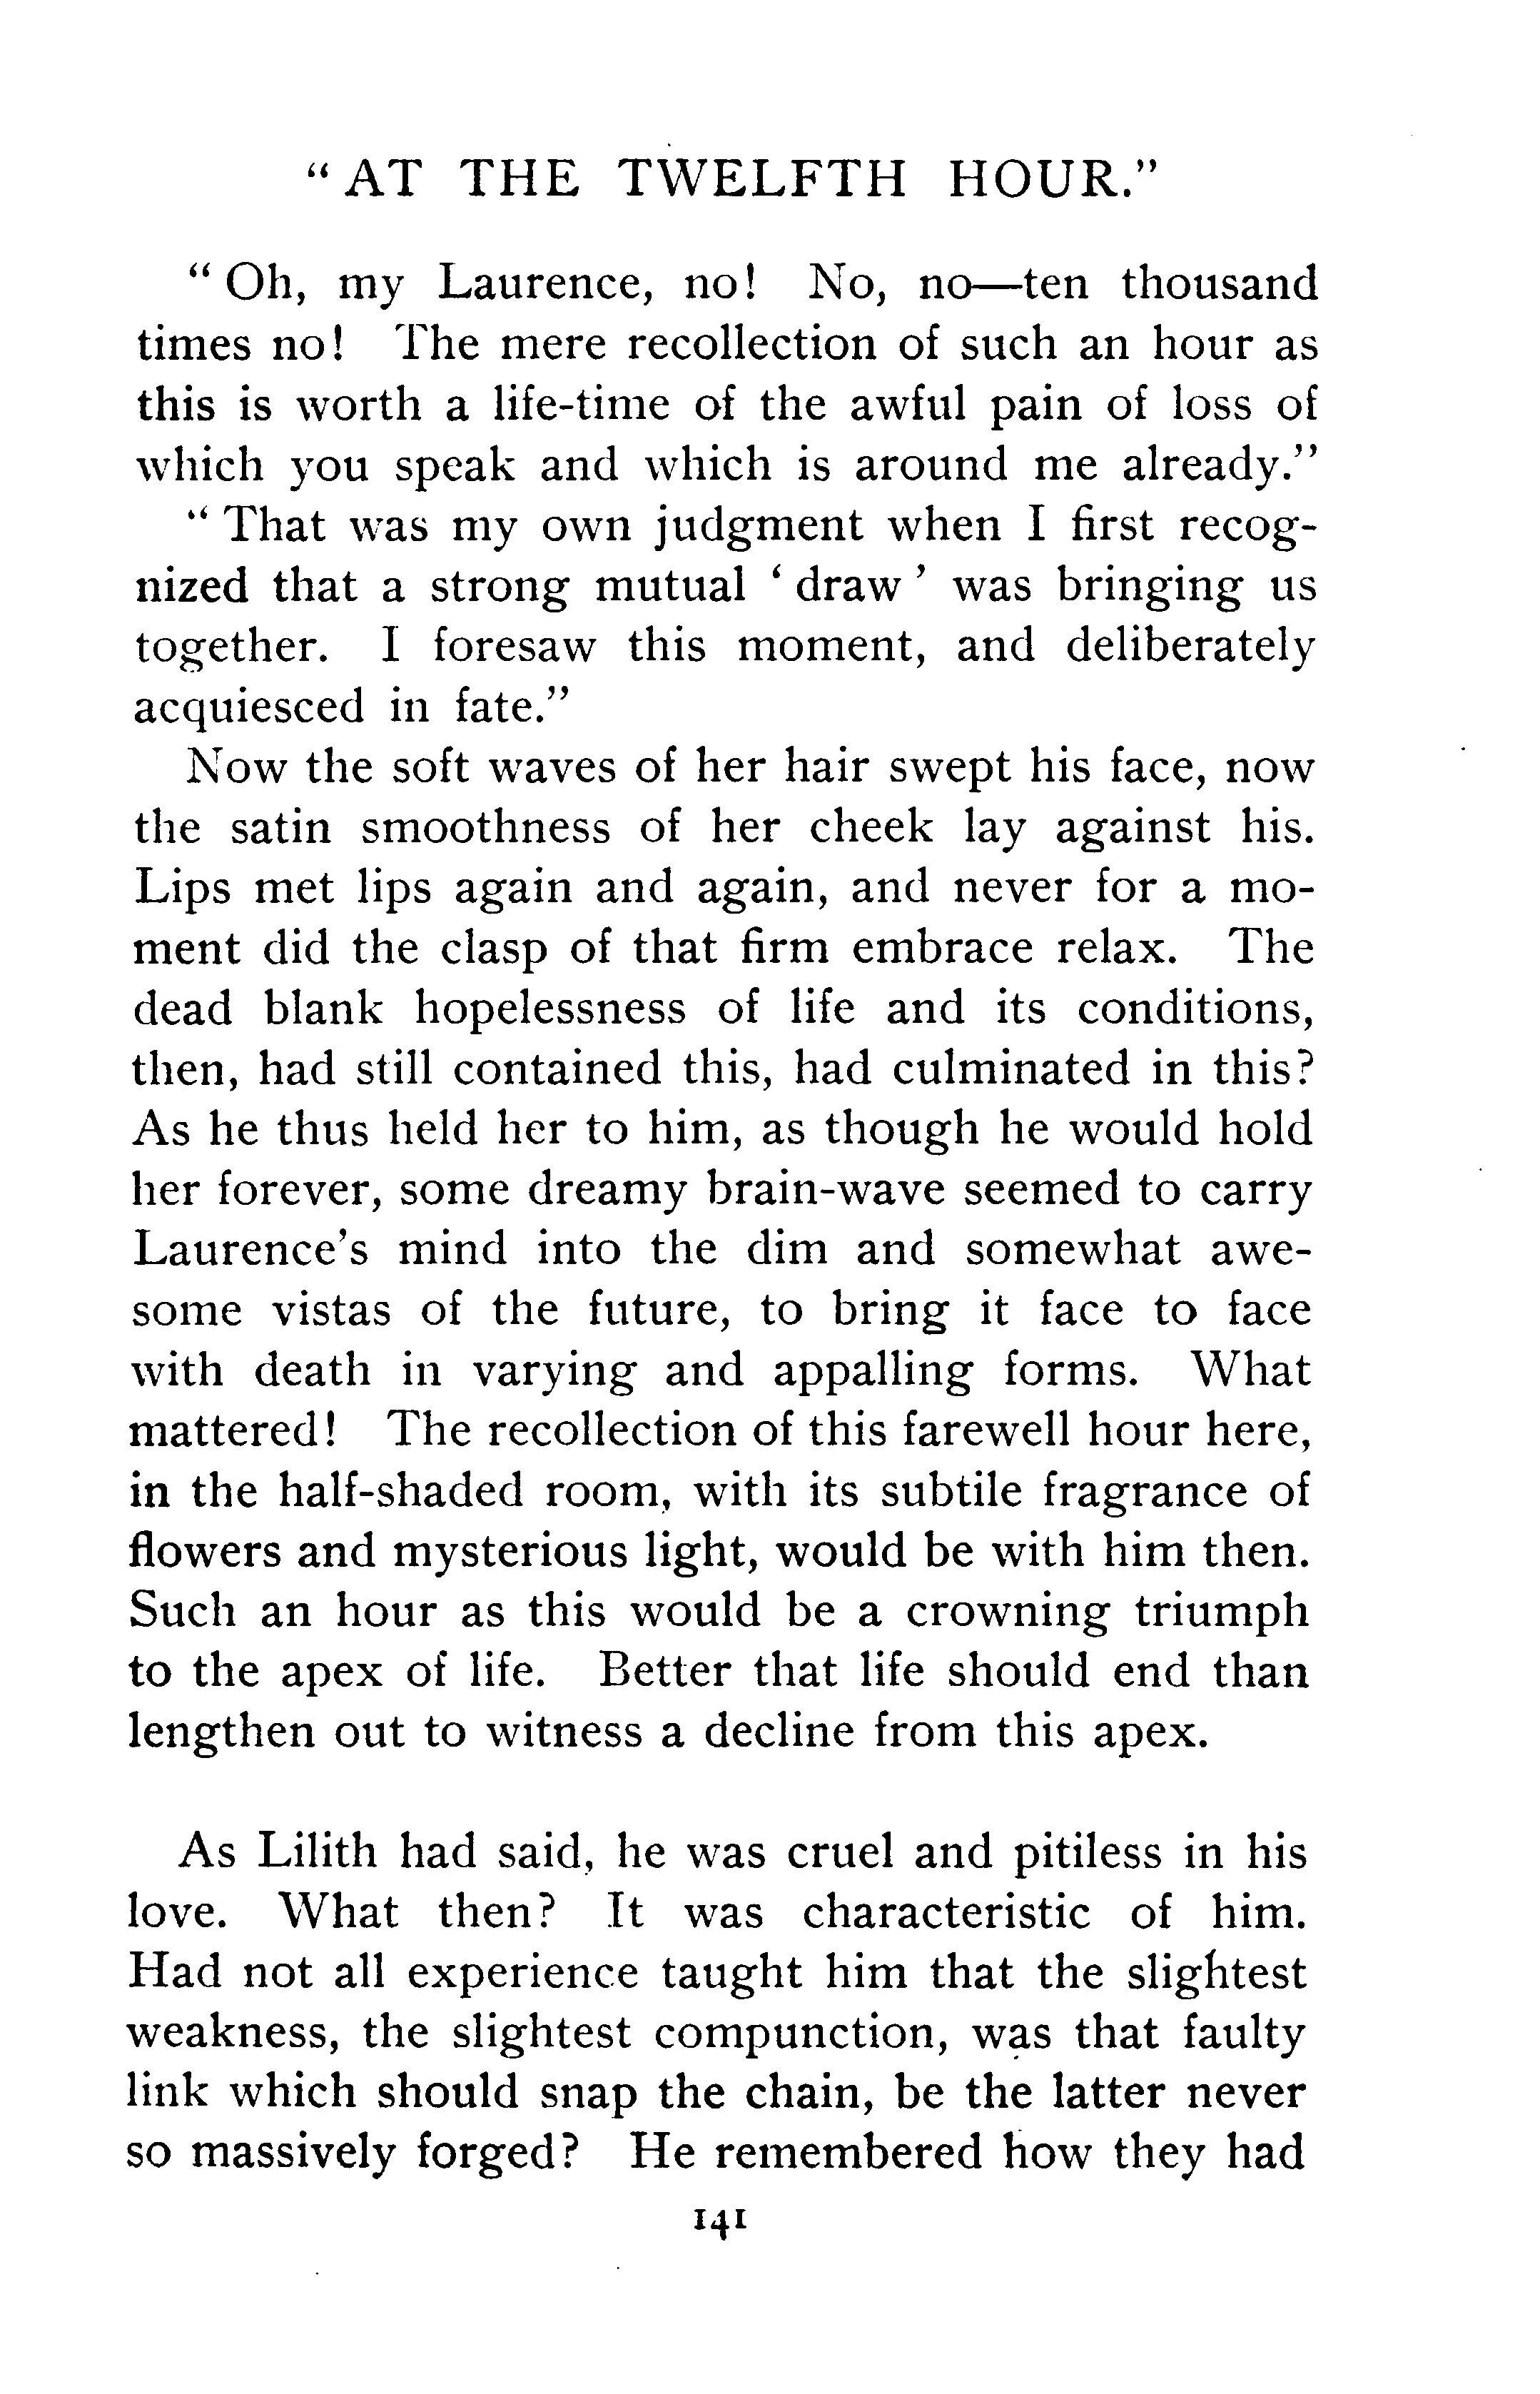 "AT THE TWELFTH HOUR."
"Oh, my Laurence, no! No, no—ten thousand
times no! The mere recollection of such an hour as
this is worth a life-time of the awful pain of loss of
which you speak and which is around me already."
"That was my own judgment when I first recog-
nized that a strong mutual 'draw' was bringing us
together. I foresaw this moment, and deliberately
acquiesced in fate."
Now the soft waves of her hair swept his face, now
the satin smoothness of her cheek lay against his.
Lips met lips again and again, and never for a mo-
ment did the clasp of that firm embrace relax. The
dead blank hopelessness of life and its conditions,
then, had still contained this, had culminated in this?
As he thus held her to him, as though he would hold
her forever, some dreamy brain-wave seemed to carry
Laurence's mind into the dim and somewhat awe-
some vistas of the future, to bring it face to face
with death in varying and appalling forms. What
mattered! The recollection of this farewell hour here,
in the half-shaded room, with its subtile fragrance of
flowers and mysterious light, would be with him then.
Such an hour as this would be a crowning triumph
to the apex of life. Better that life should end than
lengthen out to witness a decline from this apex.
As Lilith had said, he was cruel and pitiless in his
love. What then? It was characteristic of him.
Had not all experience taught him that the slightest
weakness, the slightest compunction, was that faulty
link which should snap the chain, be the latter never
so massively forged? He remembered how they had
141